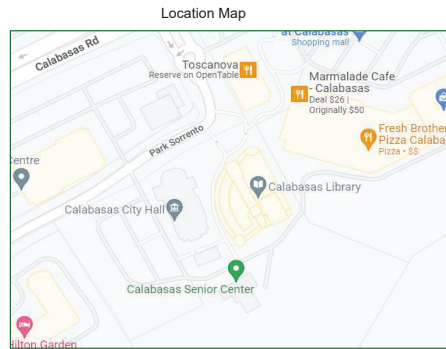 Location Map
at Calabasas
Shopping mall
Calabasas Rd
Toscanova
Reserve on OpenTable
Marmalade Cafe
- Calabasas
Deal $26 |
Originally $50
Park Sorrento
Fresh Brother
Pizza Calaba
Pizza • $$
Centre
Calabasas Library
Calabasas City Hall
Calabasas Senior Center
Hilton Garden